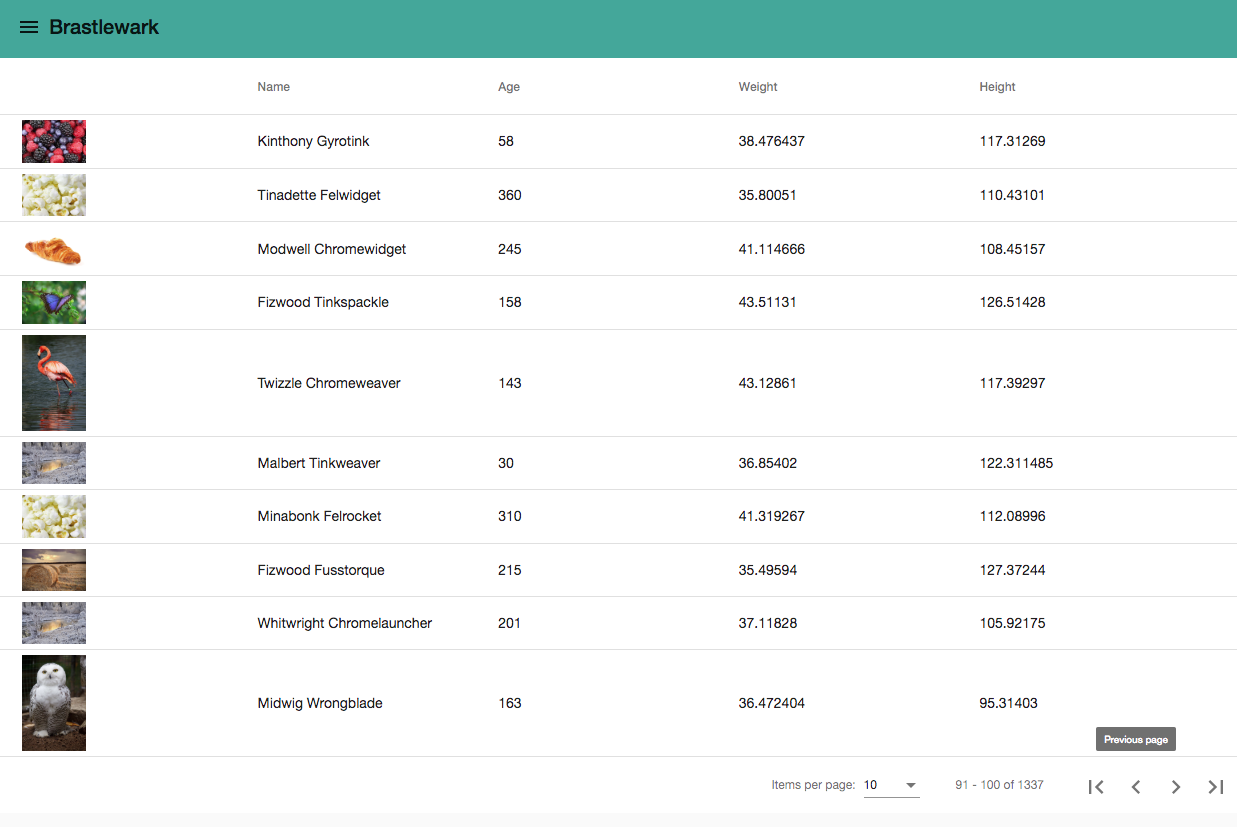 Brastlewark
Name Age Weight Height
Kinthony Gyrotink 58 38.476437 117.31269
Tinadette Felwidget 360 35.80051 110.43101
Modwell Chromewidget 245 41.114666 108.45157
Fizwood Tinkspackle 158 43.51131 126.51428
Twizzle Chromeweaver 143 43.12861 117.39297
Malbert Tinkweaver 30 36.85402 122.311485
Minabonk Felrocket 310 41.319267 112.08996
Fizwood Fusstorque 215 35.49594 127.37244
Whitwright Chromelauncher 201 37.11828 105.92175
Midwig Wrongblade 163 36.472404 95.31403
Previous page
Items per page: 10 91 - 100 of 1337